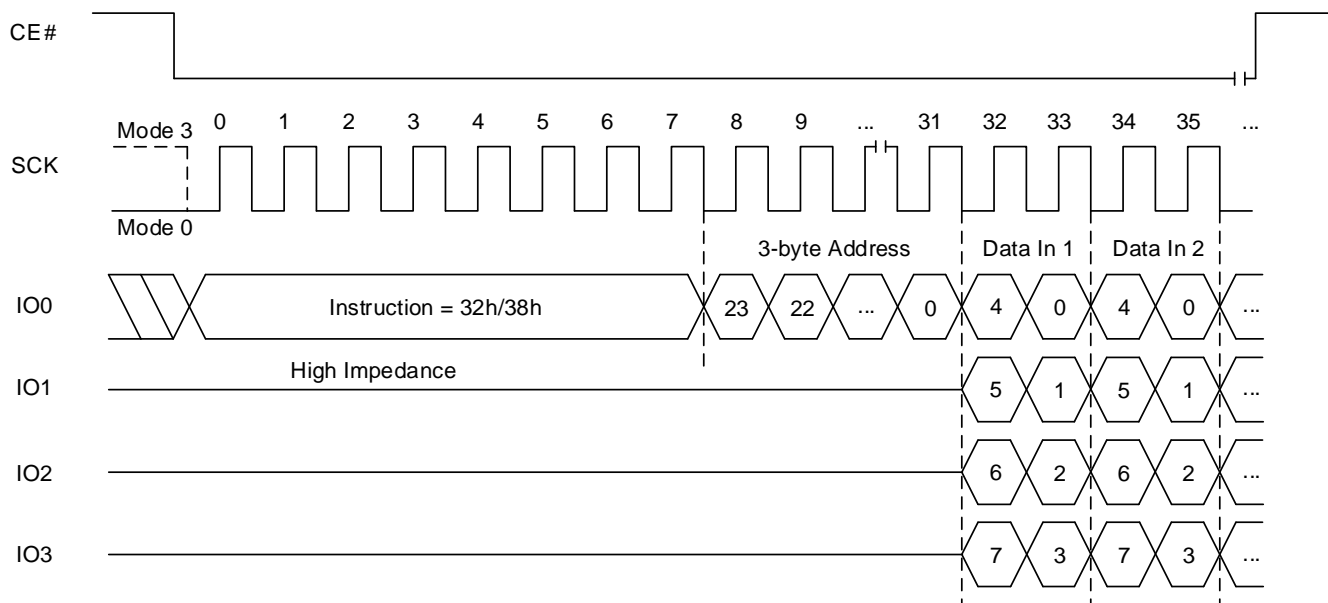 CE#
Mode 3 0 1 2 3 4 5 6 7 8 9 ... 31 32 33 34 35 ...
SCK
Mode 0
3-byte Address Data In 1 Data In 2
IO0 Instruction = 32h/38h 23 22 ... 0 4 0 4 0 ...
High Impedance
IO1 5 1 5 1 ...
IO2 6 2 6 2 ...
IO3 7 3 7 3 ...